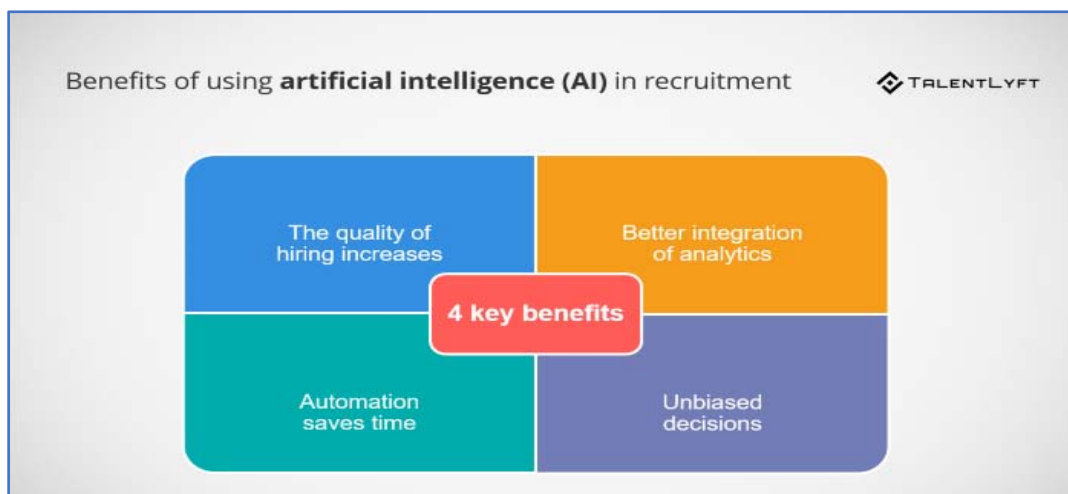 Benefits of using artificial intelligence (AI) in recruitment
TALENTLYFT
The quality of
hiring increases
Better integration
of analytics
4 key benefits
Automation
saves time
Unbiased
decisions